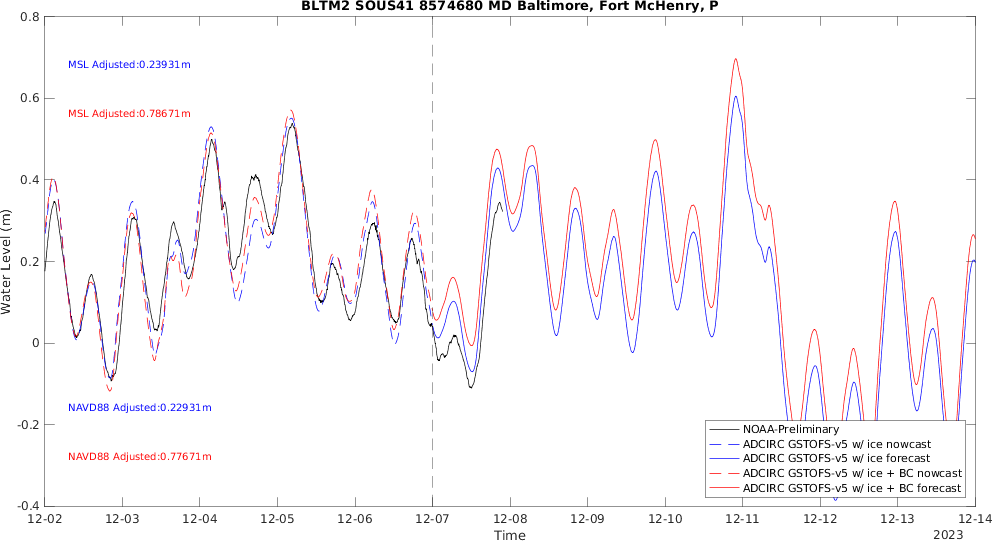 BLTM2 SOUS41 8574680 MD Baltimore, Fort McHenry, P
0.8
0.6
0.4
0.2
0
-0.2
-0.4
Water Level (m)
MSL Adjusted:0.23931m
MSL Adjusted:0.78671m
NAVD88 Adjusted:0.22931m
NAVD88 Adjusted:0.77671m
NOAA-Preliminary
ADCIRC GSTOFS-v5 w/ ice nowcast
ADCIRC GSTOFS-v5 w/ ice forecast
ADCIRC GSTOFS-v5 w/ ice + BC nowcast
ADCIRC GSTOFS-v5 w/ ice + BC forecast
12-02 12-03 12-04 12-05 12-06 12-07 12-08 12-09 12-10 12-11 12-12 12-13 12-14
Time
2023